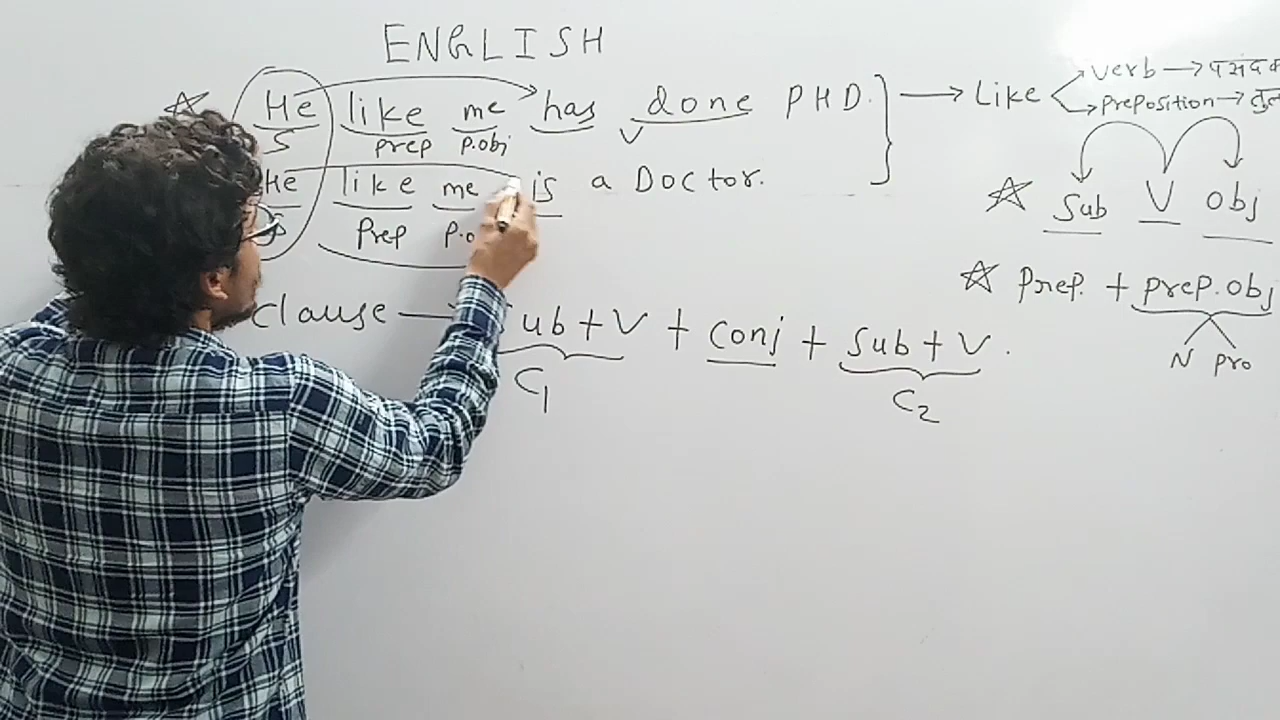 ENGLISH
He like me has done PHD. → Like
verb →
Preposition →
S prep p.obj V
He like me is a Doctor.
Sub V Obj
Prep
Prep. + prep.obj
N Pro
clause → + V + Conj + Sub + V.
C1 C2